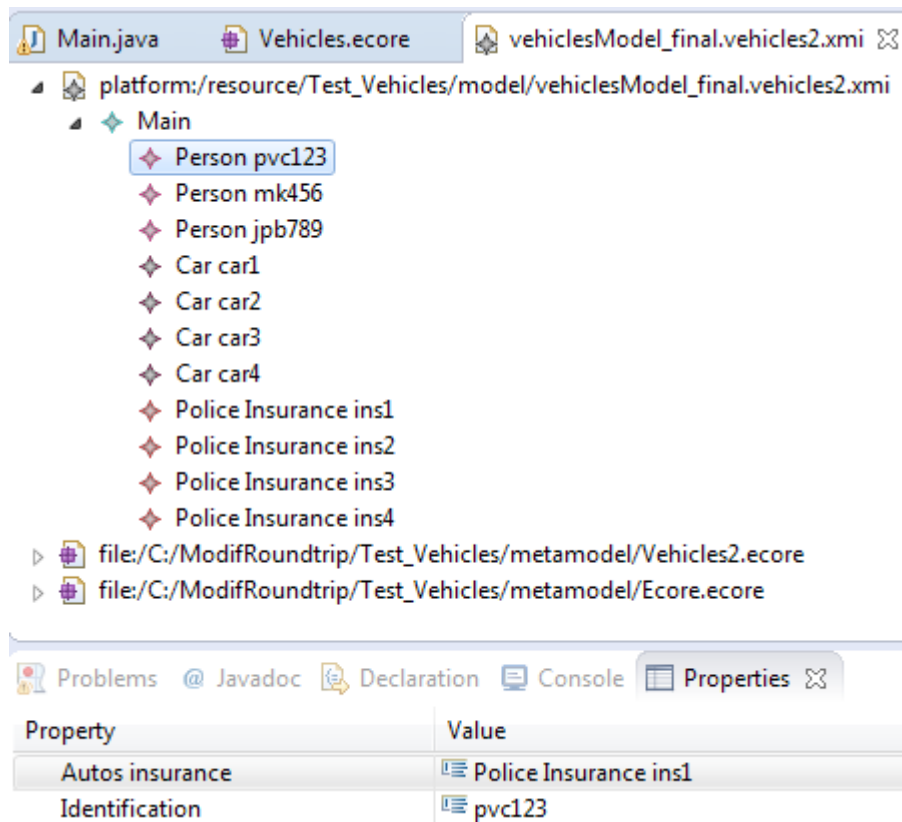 Main.java Vehicles.ecore vehiclesModel_final.vehicles2.xmi
platform:/resource/Test_Vehicles/model/vehiclesModel_final.vehicles2.xmi
Main
Person pvc123
Person mk456
Person jpb789
Car car1
Car car2
Car car3
Car car4
Police Insurance ins1
Police Insurance ins2
Police Insurance ins3
Police Insurance ins4
file:/C:/ModifRoundtrip/Test_Vehicles/metamodel/Vehicles2.ecore
file:/C:/ModifRoundtrip/Test_Vehicles/metamodel/Ecore.ecore
Problems @ Javadoc Declaration Console Properties
Property Value
Autos insurance Police Insurance ins1
Identification pvc123